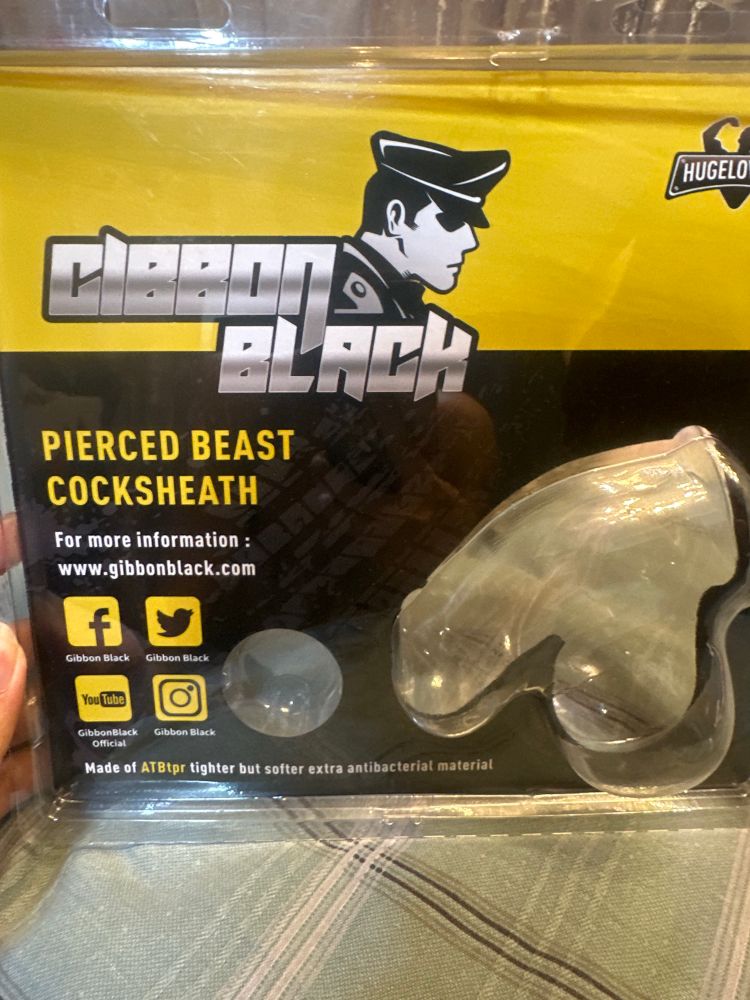 HUGELO
GIBBON
BLACK
PIERCED BEAST
COCKSHEATH
For more information :
www.gibbonblack.com
Gibbon Black
Gibbon Black
YouTube
GibbonBlack
Official
Gibbon Black
Made of ATBtpr tighter but softer extra antibacterial material